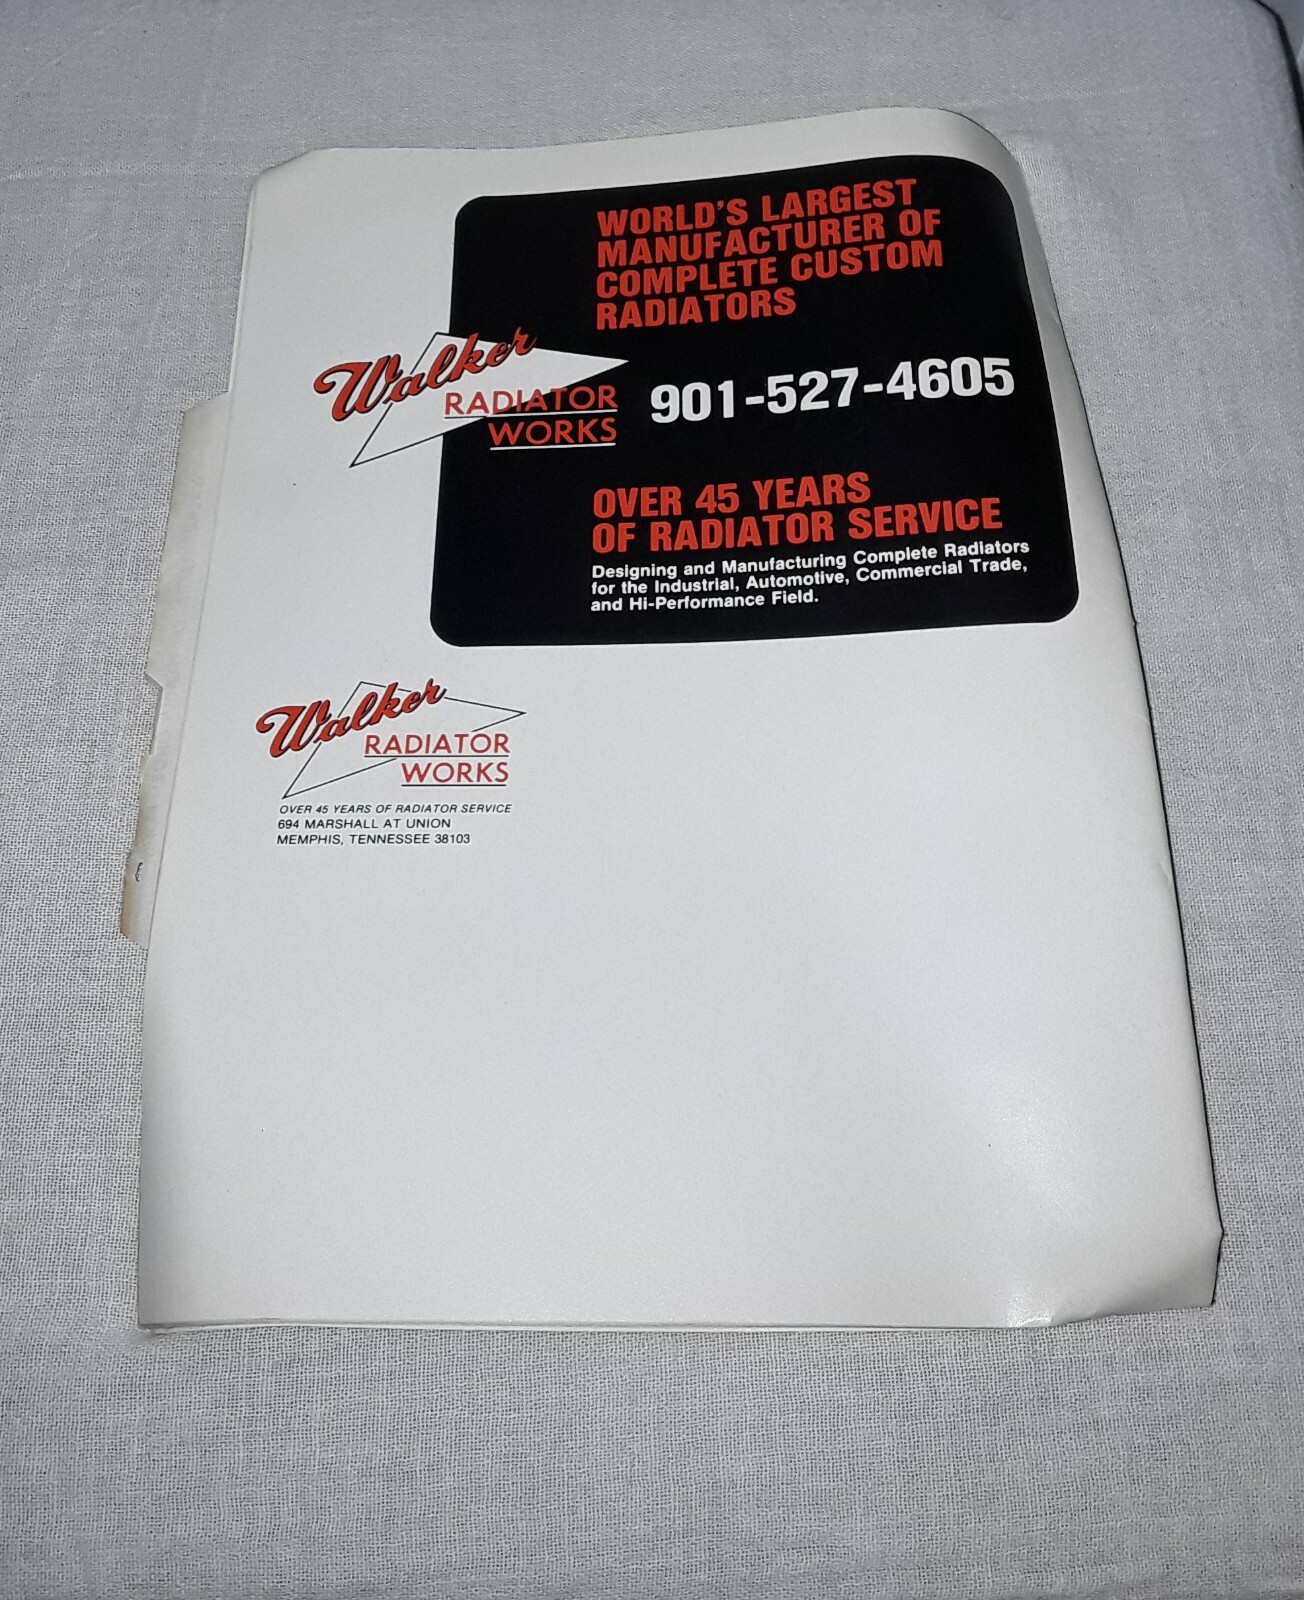 WORLD'S LARGEST
MANUFACTURER OF
COMPLETE CUSTOM
RADIATORS
Walker
RADIATOR
WORKS
901-527-4605
OVER 45 YEARS
OF RADIATOR SERVICE
Designing and Manufacturing Complete Radiators
for the Industrial, Automotive, Commercial Trade,
and Hi-Performance Field.
Walker
RADIATOR
WORKS
OVER 45 YEARS OF RADIATOR SERVICE
694 MARSHALL AT UNION
MEMPHIS, TENNESSEE 38103